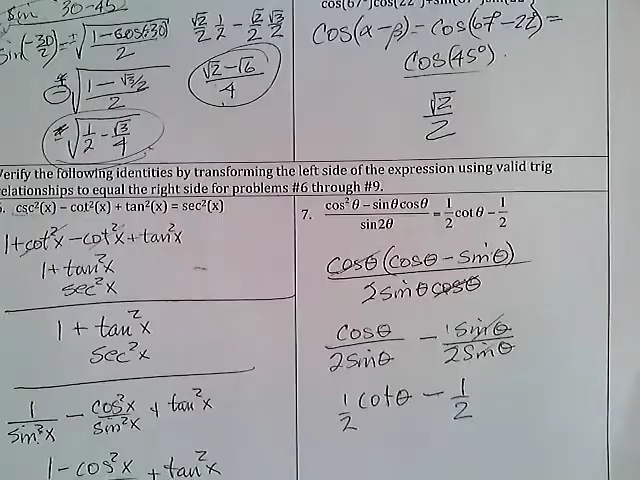 sin 30-45
sin(-30/2) = ±√((1-cos(-30))/2)
√2/2 1/2 - √2/2 √3/2
√((1-√3/2)/2)
(√2-√6)/4
√(1/2 - √3/4)
cos(α-β) - cos(67-22) =
cos(45°).
√2/2
Verify the following identities by transforming the left side of the expression using valid trig
relationships to equal the right side for problems #6 through #9.
csc²(x) – cot²(x) + tan²(x) = sec²(x)
1+cot²x -cot²x +tan²x
1+tan²x
sec²x
1 + tan²x
sec²x
1/sin²x - cos²x/sin²x + tan²x
1-cos²x + tan²x
7. (cos²θ – sinθcosθ)/sin2θ = 1/2 cotθ – 1/2
cosθ(cosθ - sinθ)/2sinθcosθ
cosθ/2sinθ - 1sinθ/2sinθ
1/2 cotθ - 1/2